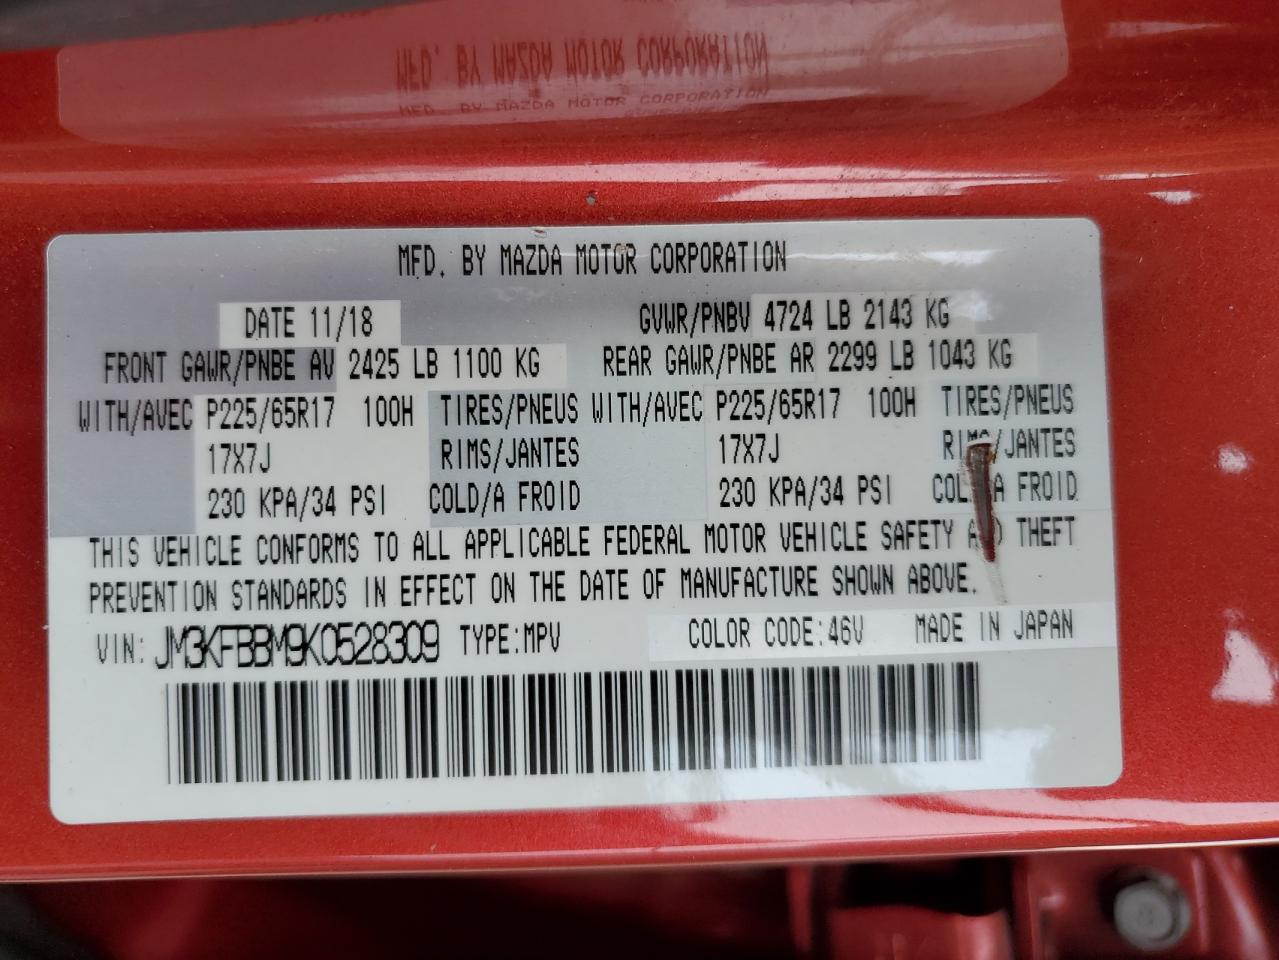 MFD. BY MAZDA MOTOR CORPORATION
DATE 11/18 GVWR/PNBV 4724 LB 2143 KG
FRONT GAWR/PNBE AV 2425 LB 1100 KG REAR GAWR/PNBE AR 2299 LB 1043 KG
WITH/AVEC P225/65R17 100H TIRES/PNEUS WITH/AVEC P225/65R17 100H TIRES/PNEUS
17X7J RIMS/JANTES 17X7J RIMS/JANTES
230 KPA/34 PSI COLD/A FROID 230 KPA/34 PSI COLD/A FROID
THIS VEHICLE CONFORMS TO ALL APPLICABLE FEDERAL MOTOR VEHICLE SAFETY AND THEFT
PREVENTION STANDARDS IN EFFECT ON THE DATE OF MANUFACTURE SHOWN ABOVE.
VIN: JM3KFBBM9K0528309 TYPE:MPV COLOR CODE:46V MADE IN JAPAN